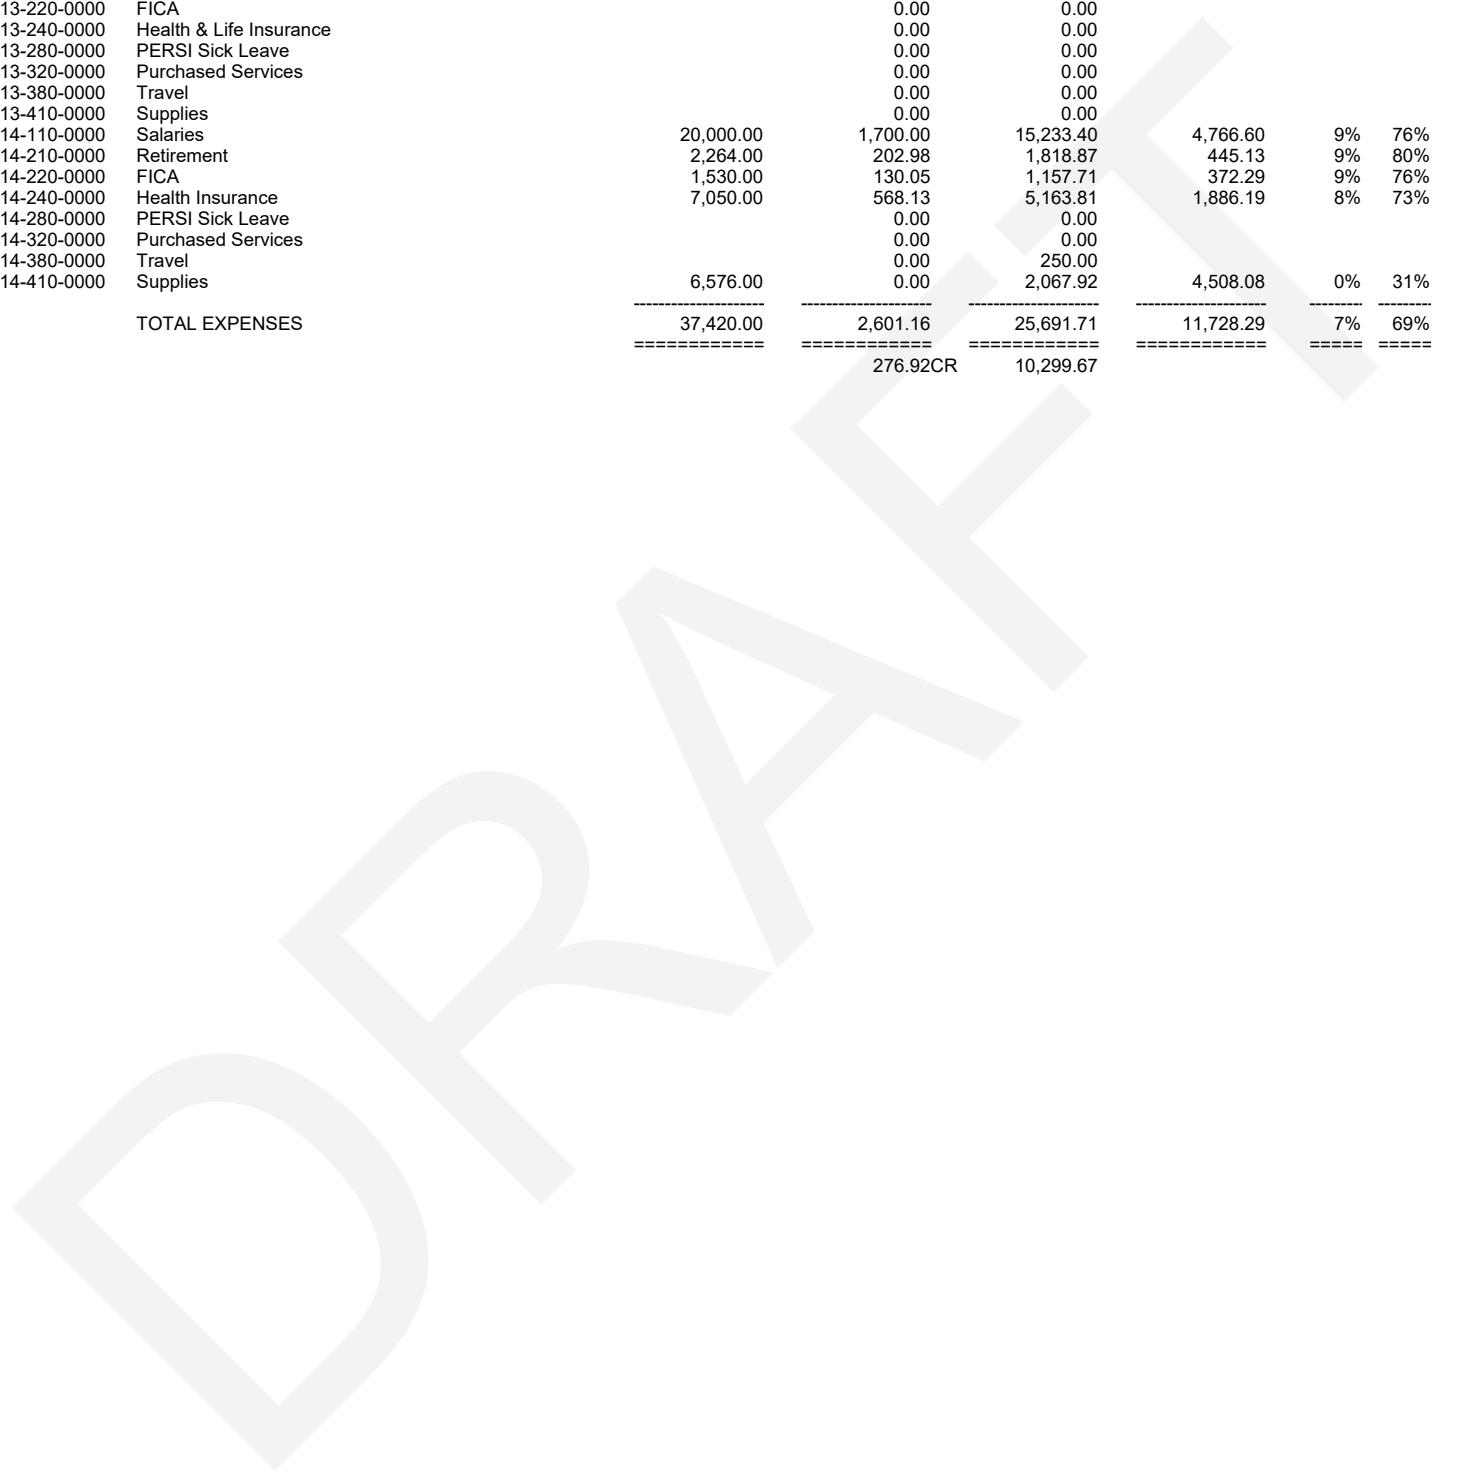 13-220-0000 FICA 0.00 0.00
13-240-0000 Health & Life Insurance 0.00 0.00
13-280-0000 PERSI Sick Leave 0.00 0.00
13-320-0000 Purchased Services 0.00 0.00
13-380-0000 Travel 0.00 0.00
13-410-0000 Supplies 0.00 0.00
14-110-0000 Salaries 20,000.00 1,700.00 15,233.40 4,766.60 9% 76%
14-210-0000 Retirement 2,264.00 202.98 1,818.87 445.13 9% 80%
14-220-0000 FICA 1,530.00 130.05 1,157.71 372.29 9% 76%
14-240-0000 Health Insurance 7,050.00 568.13 5,163.81 1,886.19 8% 73%
14-280-0000 PERSI Sick Leave 0.00 0.00
14-320-0000 Purchased Services 0.00 0.00
14-380-0000 Travel 0.00 250.00
14-410-0000 Supplies 6,576.00 0.00 2,067.92 4,508.08 0% 31%
--------------------- --------------------- --------------------- --------------------- -------- --------
TOTAL EXPENSES 37,420.00 2,601.16 25,691.71 11,728.29 7% 69%
============ ============ ============ ============ ===== =====
276.92CR 10,299.67
DRAFT